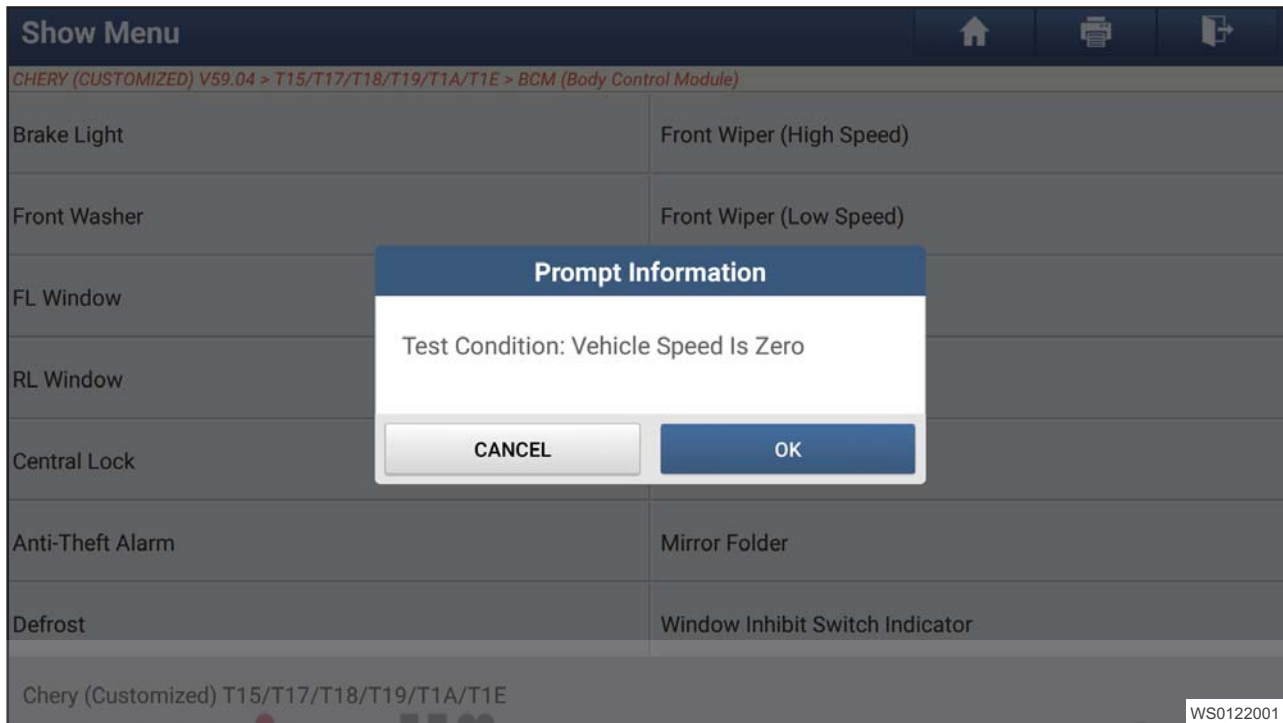 Show Menu
CHERY (CUSTOMIZED) V59.04 > T15/T17/T18/T19/T1A/T1E > BCM (Body Control Module)
Brake Light
Front Wiper (High Speed)
Front Washer
Front Wiper (Low Speed)
FL Window
RL Window
Central Lock
Anti-Theft Alarm
Mirror Folder
Defrost
Window Inhibit Switch Indicator
Prompt Information
Test Condition: Vehicle Speed Is Zero
CANCEL
OK
Chery (Customized) T15/T17/T18/T19/T1A/T1E
WS0122001